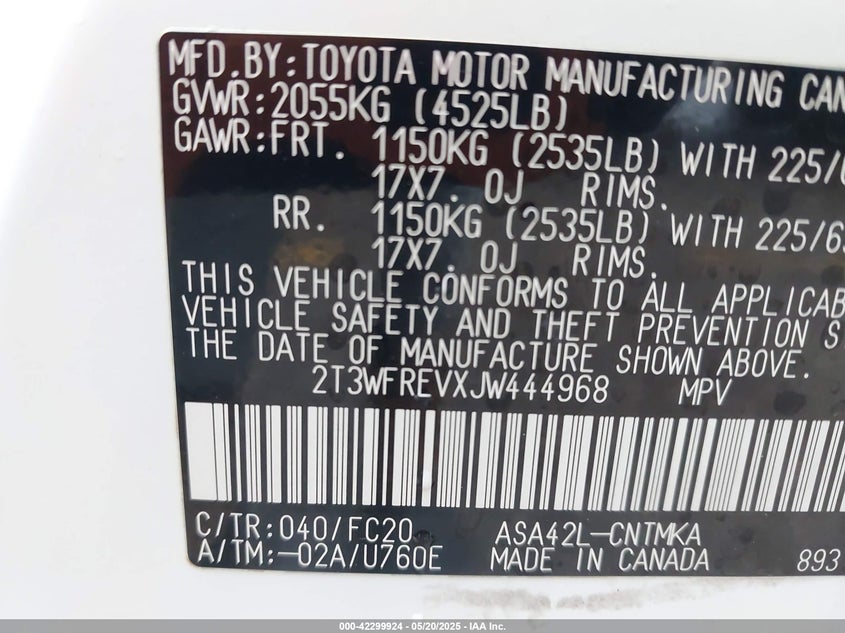 MFD.BY:TOYOTA MOTOR MANUFACTURING CAN
GVWR:2055KG (4525LB)
GAWR:FRT. 1150KG (2535LB) WITH 225/6
17X7. 0J RIMS.
RR. 1150KG (2535LB) WITH 225/65
17X7. 0J RIMS.
THIS VEHICLE CONFORMS TO ALL APPLICAB
VEHICLE SAFETY AND THEFT PREVENTION S
THE DATE OF MANUFACTURE SHOWN ABOVE.
2T3WFREVXJW444968 MPV
C/TR:040/FC20 ASA42L-CNTMKA
A/TM:-02A/U760E MADE IN CANADA 893
000-42299924 - 05/20/2025 - IAA Inc.